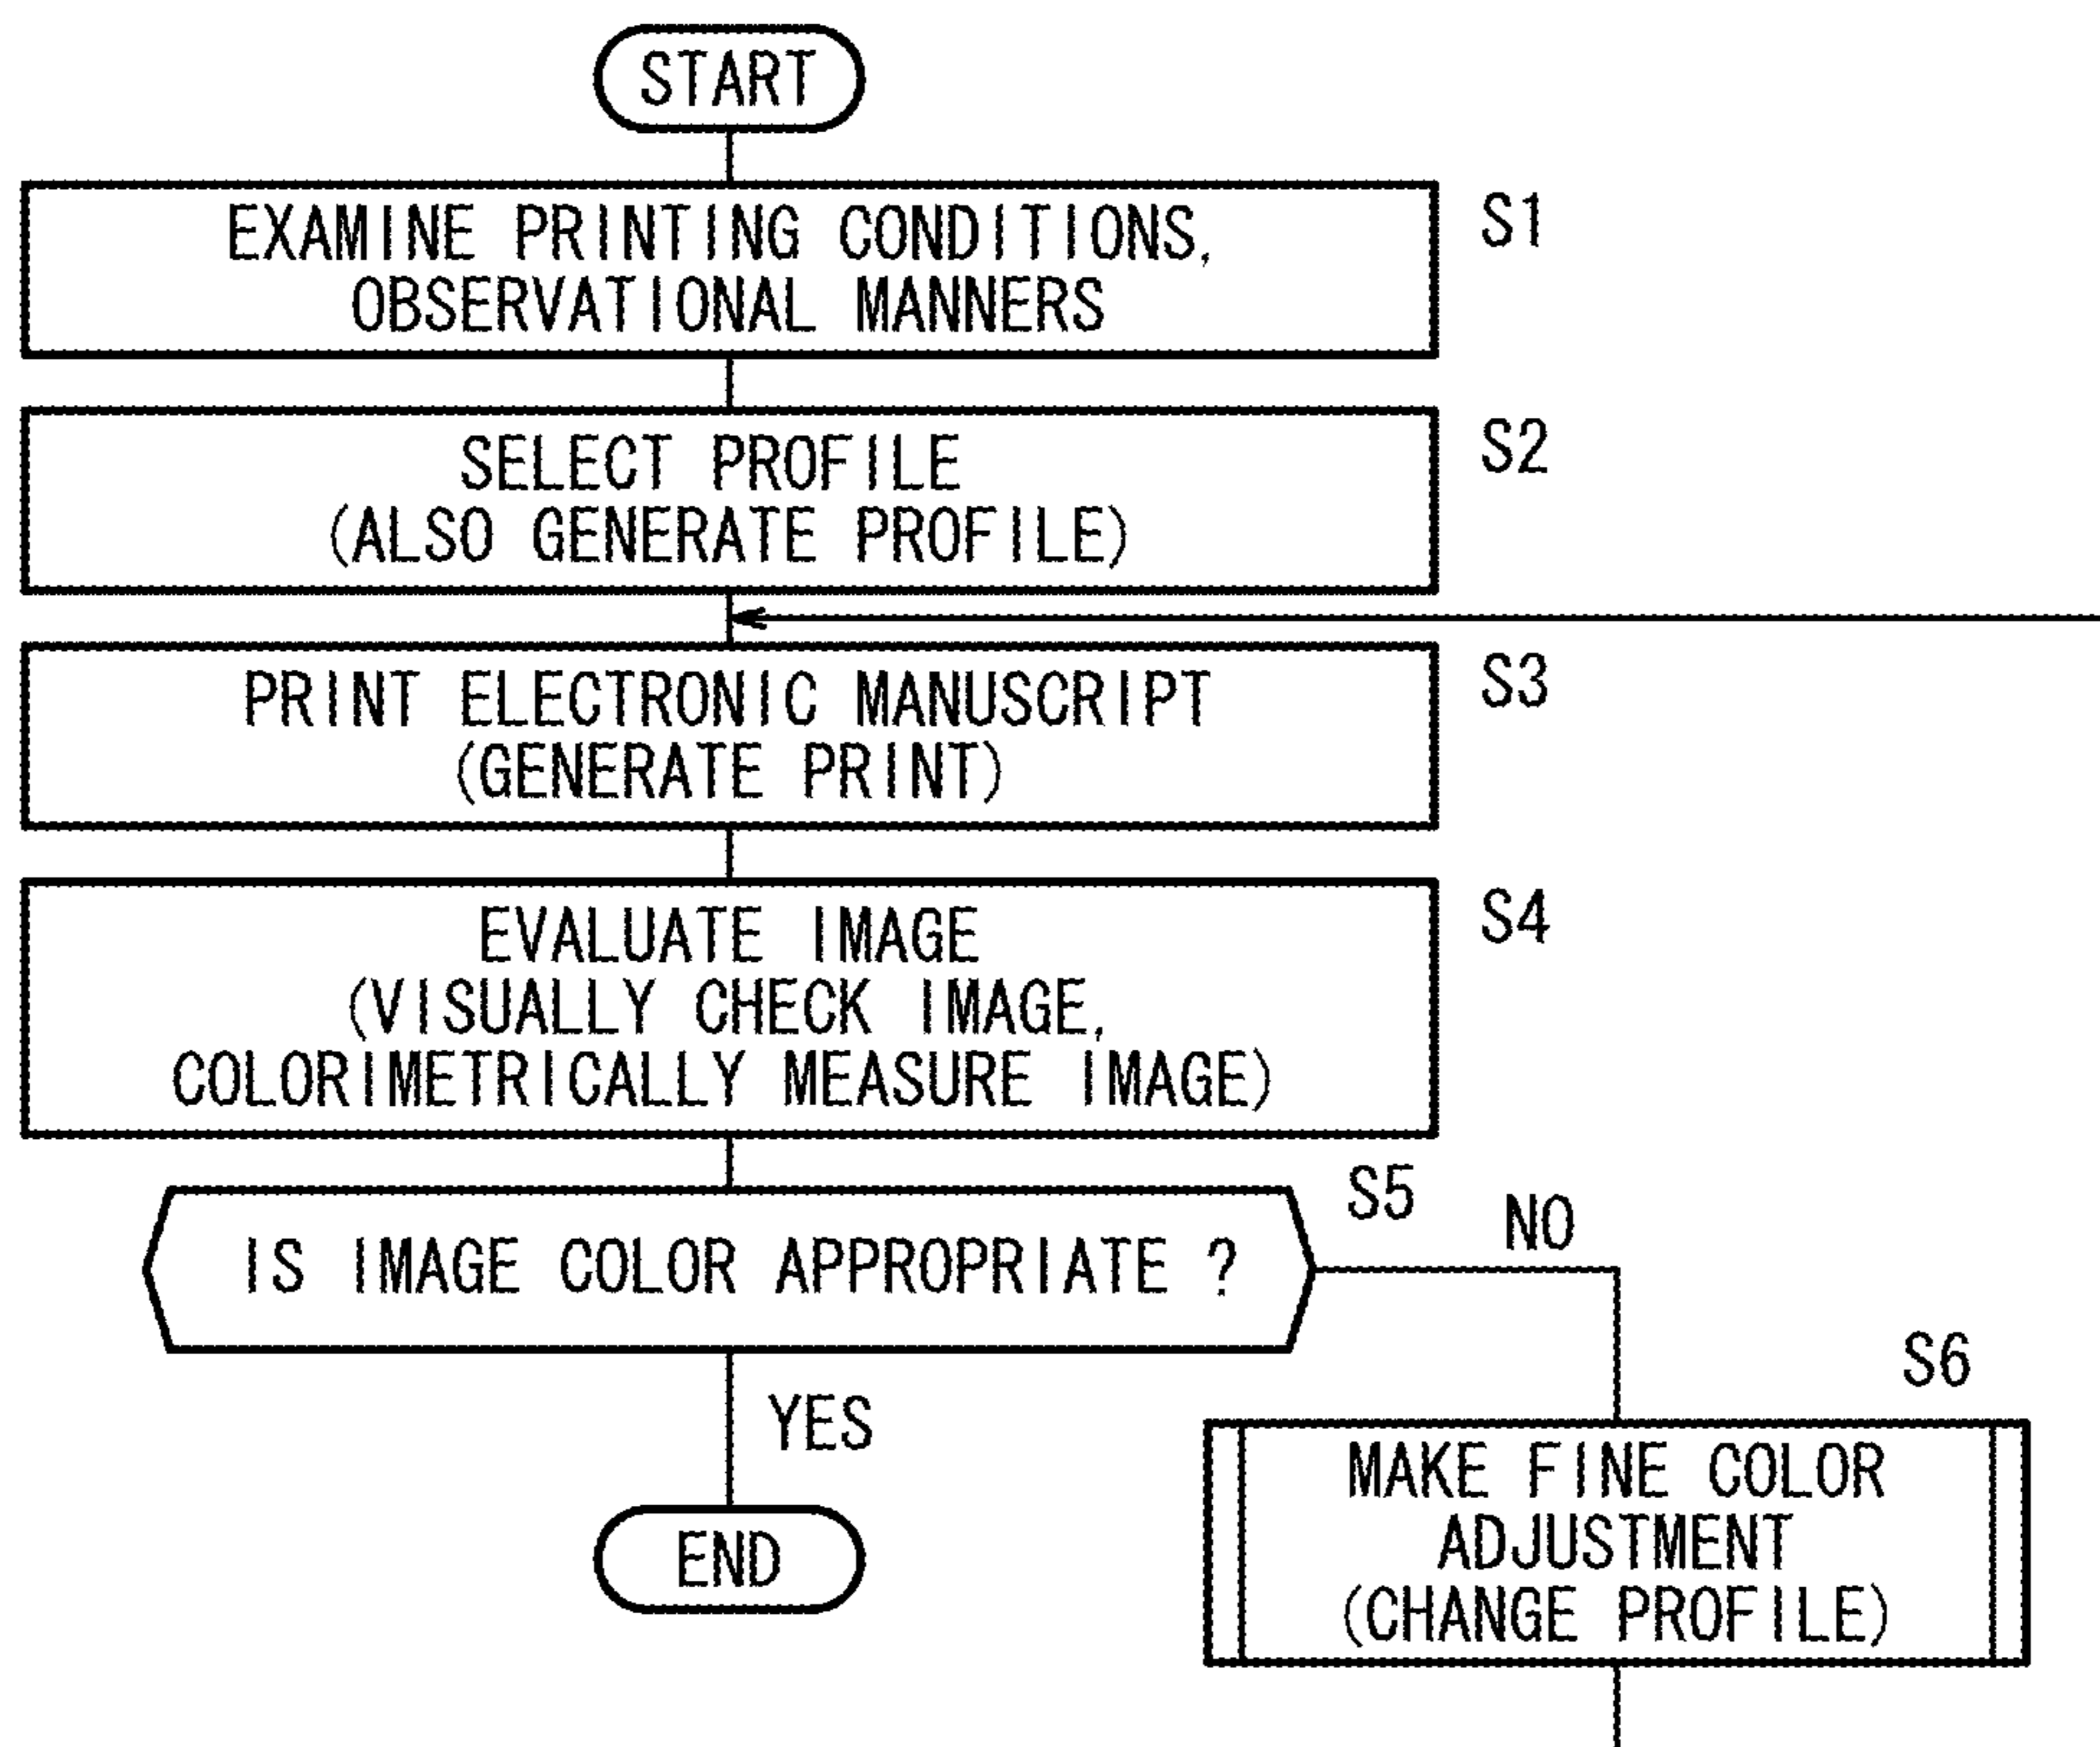 START
EXAMINE PRINTING CONDITIONS,
OBSERVATIONAL MANNERS
S1
SELECT PROFILE
(ALSO GENERATE PROFILE)
S2
PRINT ELECTRONIC MANUSCRIPT
(GENERATE PRINT)
S3
EVALUATE IMAGE
(VISUALLY CHECK IMAGE,
COLORIMETRICALLY MEASURE IMAGE)
S4
IS IMAGE COLOR APPROPRIATE ?
S5
NO
YES
S6
MAKE FINE COLOR
ADJUSTMENT
(CHANGE PROFILE)
END